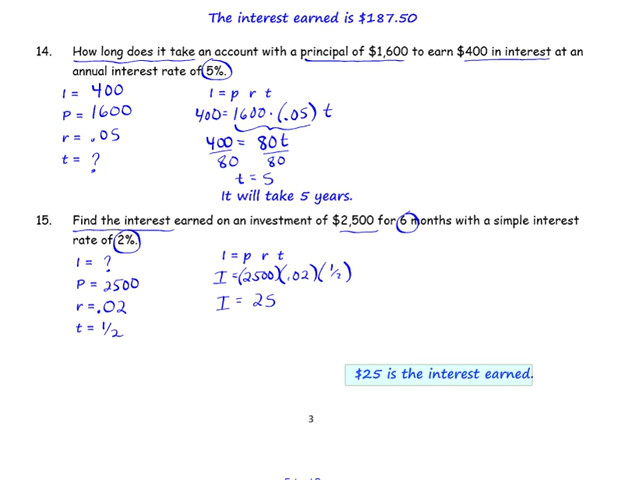 The interest earned is $187.50
14. How long does it take an account with a principal of $1,600 to earn $400 in interest at an
annual interest rate of 5%.
I = 400
P = 1600
r = .05
t = ?
I = p r t
400 = 1600 · (.05) t
400 = 80t
80 80
t = 5
It will take 5 years.
15. Find the interest earned on an investment of $2,500 for 6 months with a simple interest
rate of 2%.
I = ?
P = 2500
r = .02
t = 1/2
I = p r t
I = (2500)(.02)(1/2)
I = 25
$25 is the interest earned.
3